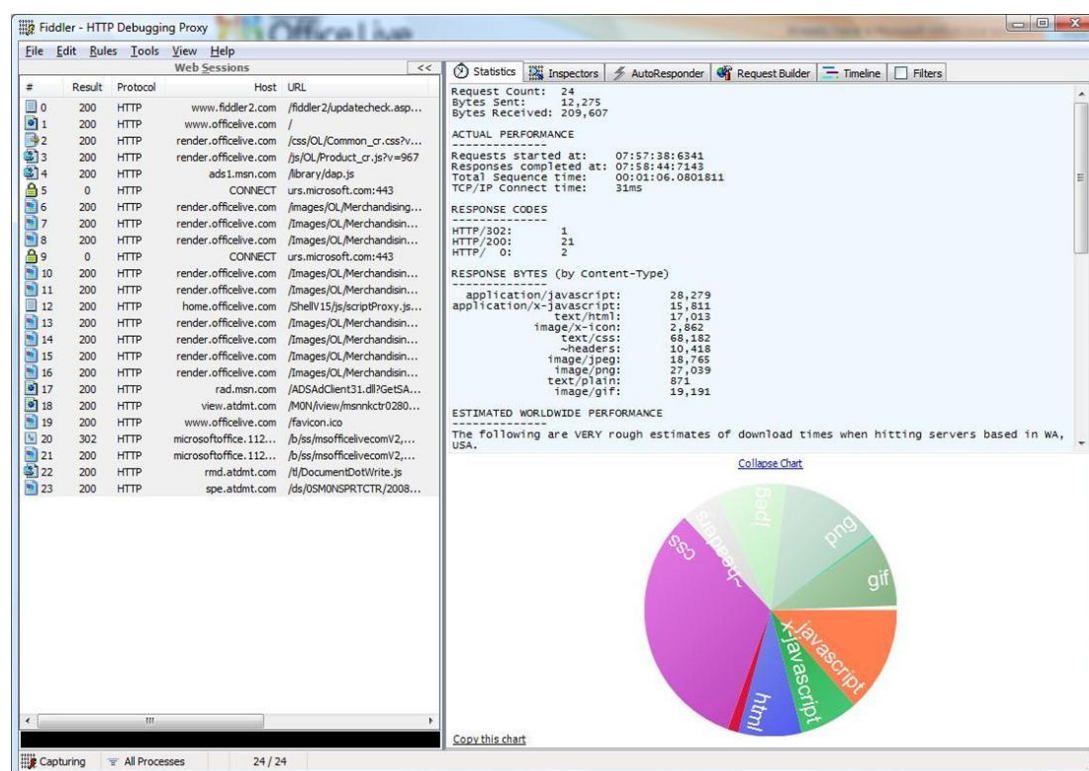 Fiddler - HTTP Debugging Proxy
Office Live
File Edit Rules Tools View Help
Web Sessions <<
# Result Protocol Host URL
0 200 HTTP www.fiddler2.com /fiddler2/updatecheck.asp...
1 200 HTTP www.officelive.com /
2 200 HTTP render.officelive.com /css/OL/Common_cr.css?v...
3 200 HTTP render.officelive.com /js/OL/Product_cr.js?v=967
4 200 HTTP ads1.msn.com /library/dap.js
5 0 HTTP CONNECT urs.microsoft.com:443
6 200 HTTP render.officelive.com /images/OL/Merchandising...
7 200 HTTP render.officelive.com /Images/OL/Merchandisin...
8 200 HTTP render.officelive.com /Images/OL/Merchandisin...
9 0 HTTP CONNECT urs.microsoft.com:443
10 200 HTTP render.officelive.com /Images/OL/Merchandisin...
11 200 HTTP render.officelive.com /Images/OL/Merchandisin...
12 200 HTTP home.officelive.com /ShellV15/js/scriptProxy.js...
13 200 HTTP render.officelive.com /Images/OL/Merchandisin...
14 200 HTTP render.officelive.com /Images/OL/Merchandisin...
15 200 HTTP render.officelive.com /Images/OL/Merchandisin...
16 200 HTTP render.officelive.com /Images/OL/Merchandisin...
17 200 HTTP rad.msn.com /ADSAdClient31.dll?GetSA...
18 200 HTTP view.atdmt.com /M0N/iview/msnnkctr0280...
19 200 HTTP www.officelive.com /favicon.ico
20 302 HTTP microsoftoffice.112... /b/ss/msofficelivecomV2,...
21 200 HTTP microsoftoffice.112... /b/ss/msofficelivecomV2,...
22 200 HTTP rmd.atdmt.com /tl/DocumentDotWrite.js
23 200 HTTP spe.atdmt.com /ds/0SM0NSPRTCTR/2008...
Statistics Inspectors AutoResponder Request Builder Timeline Filters
Request Count: 24
Bytes Sent: 12,275
Bytes Received: 209,607
ACTUAL PERFORMANCE
--------------
Requests started at: 07:57:38:6341
Responses completed at: 07:58:44:7143
Total Sequence time: 00:01:06.0801811
TCP/IP Connect time: 31ms
RESPONSE CODES
--------------
HTTP/302: 1
HTTP/200: 21
HTTP/ 0: 2
RESPONSE BYTES (by Content-Type)
--------------
application/javascript: 28,279
application/x-javascript: 15,811
text/html: 17,013
image/x-icon: 2,862
text/css: 68,182
~headers: 10,418
image/jpeg: 18,765
image/png: 27,039
text/plain: 871
image/gif: 19,191
ESTIMATED WORLDWIDE PERFORMANCE
--------------
The following are VERY rough estimates of download times when hitting servers based in WA,
USA.
Collapse Chart
css
~headers
jpeg
png
gif
javascript
x-javascript
html
Copy this chart
Capturing All Processes 24 / 24